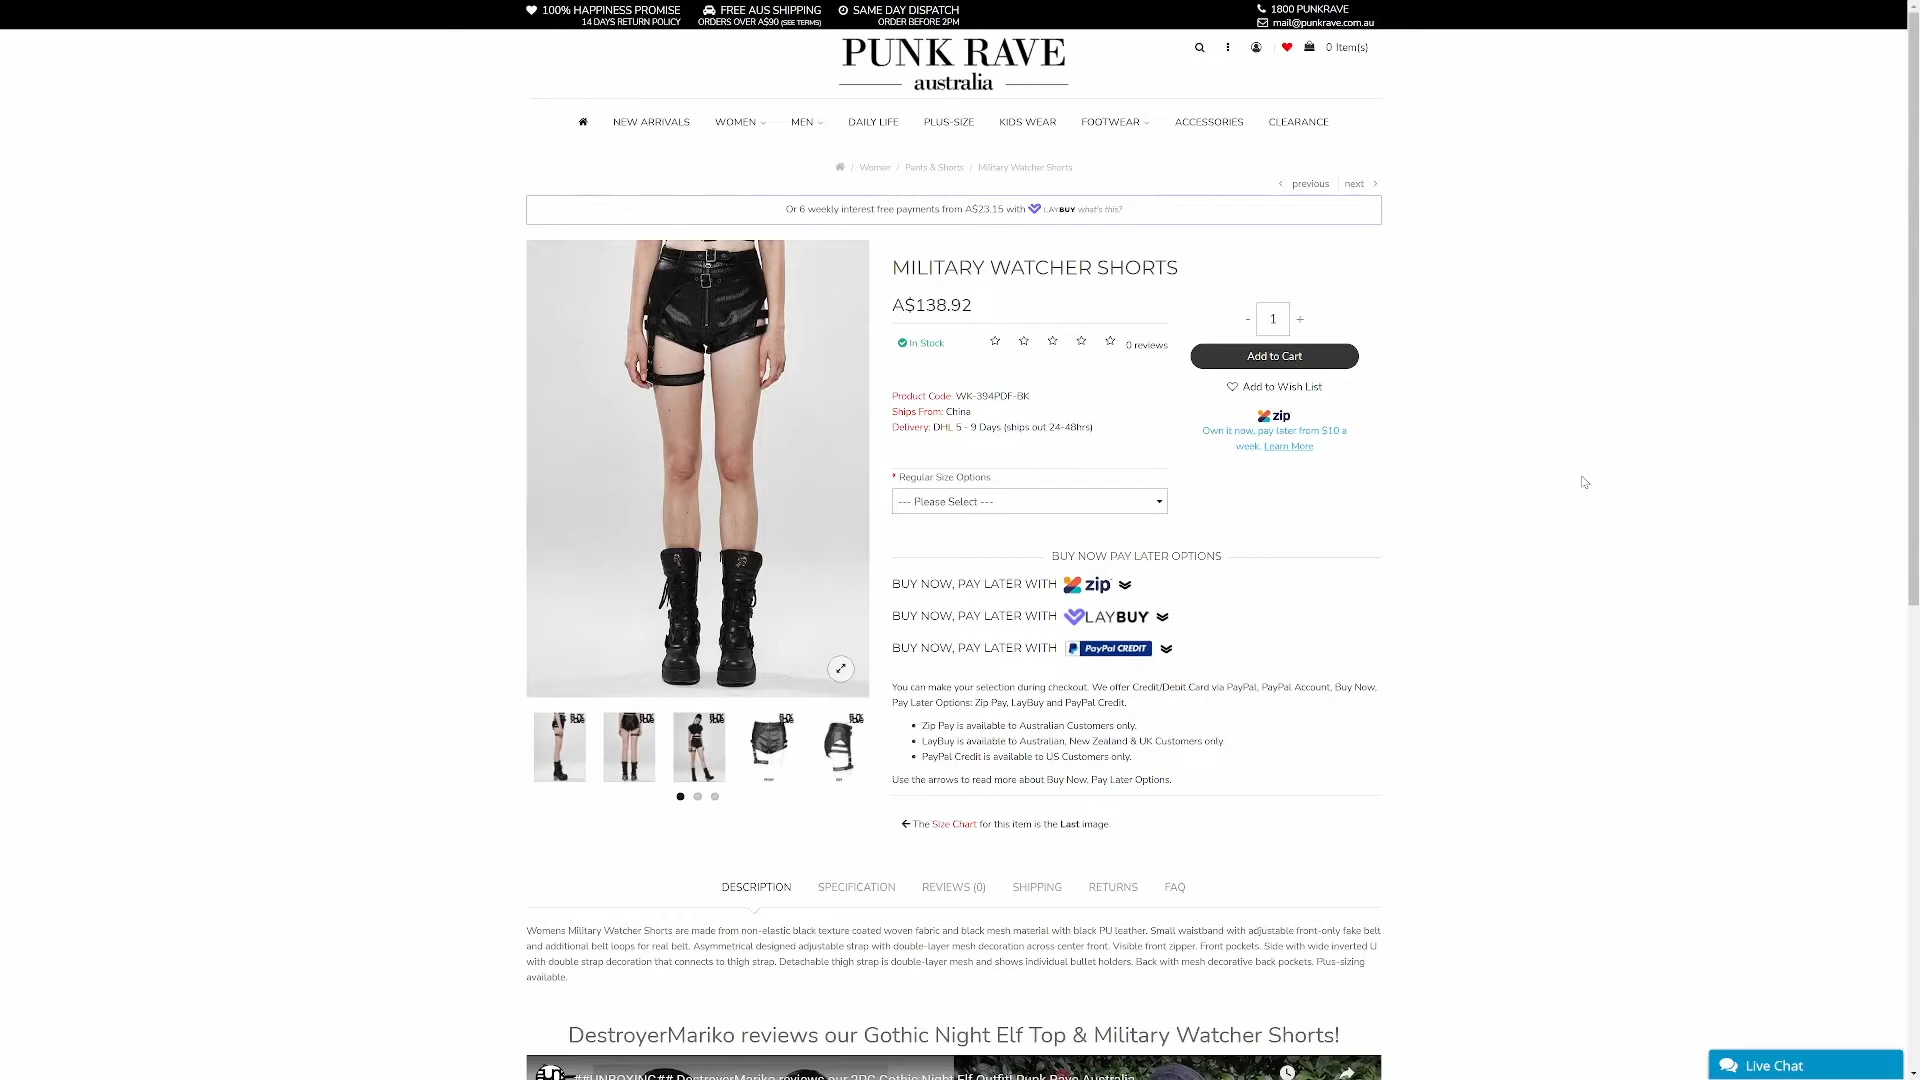 100% HAPPINESS PROMISE
14 DAYS RETURN POLICY
FREE AUS SHIPPING
ORDERS OVER A$90 (SEE TERMS)
SAME DAY DISPATCH
ORDER BEFORE 2PM
1800 PUNKRAVE
mail@punkrave.com.au
PUNK RAVE
australia
0 Item(s)
NEW ARRIVALS WOMEN MEN DAILY LIFE PLUS-SIZE KIDS WEAR FOOTWEAR ACCESSORIES CLEARANCE
/ Women / Pants & Shorts / Military Watcher Shorts
previous next
Or 6 weekly interest free payments from A$23.15 with LAYBUY what's this?
MILITARY WATCHER SHORTS
A$138.92
In Stock
0 reviews
- 1 +
Add to Cart
Add to Wish List
zip
Own it now, pay later from $10 a
week. Learn More
Product Code: WK-394PDF-BK
Ships From: China
Delivery: DHL 5 - 9 Days (ships out 24-48hrs)
* Regular Size Options
--- Please Select ---
BUY NOW PAY LATER OPTIONS
BUY NOW, PAY LATER WITH zip
BUY NOW, PAY LATER WITH LAYBUY
BUY NOW, PAY LATER WITH PayPal CREDIT
You can make your selection during checkout. We offer Credit/Debit Card via PayPal, PayPal Account, Buy Now,
Pay Later Options: Zip Pay, LayBuy and PayPal Credit.
Zip Pay is available to Australian Customers only.
LayBuy is available to Australian, New Zealand & UK Customers only
PayPal Credit is available to US Customers only.
Use the arrows to read more about Buy Now, Pay Later Options.
The Size Chart for this item is the Last image.
DESCRIPTION SPECIFICATION REVIEWS (0) SHIPPING RETURNS FAQ
Womens Military Watcher Shorts are made from non-elastic black texture coated woven fabric and black mesh material with black PU leather. Small waistband with adjustable front-only fake belt
and additional belt loops for real belt. Asymmetrical designed adjustable strap with double-layer mesh decoration across center front. Visible front zipper. Front pockets. Side with wide inverted U
with double strap decoration that connects to thigh strap. Detachable thigh strap is double-layer mesh and shows individual bullet holders. Back with mesh decorative back pockets. Plus-sizing
available.
DestroyerMariko reviews our Gothic Night Elf Top & Military Watcher Shorts!
##UNBOXING## DestroyerMariko reviews our 2PC Gothic Night Elf Outfit! Punk Rave Australia
Live Chat